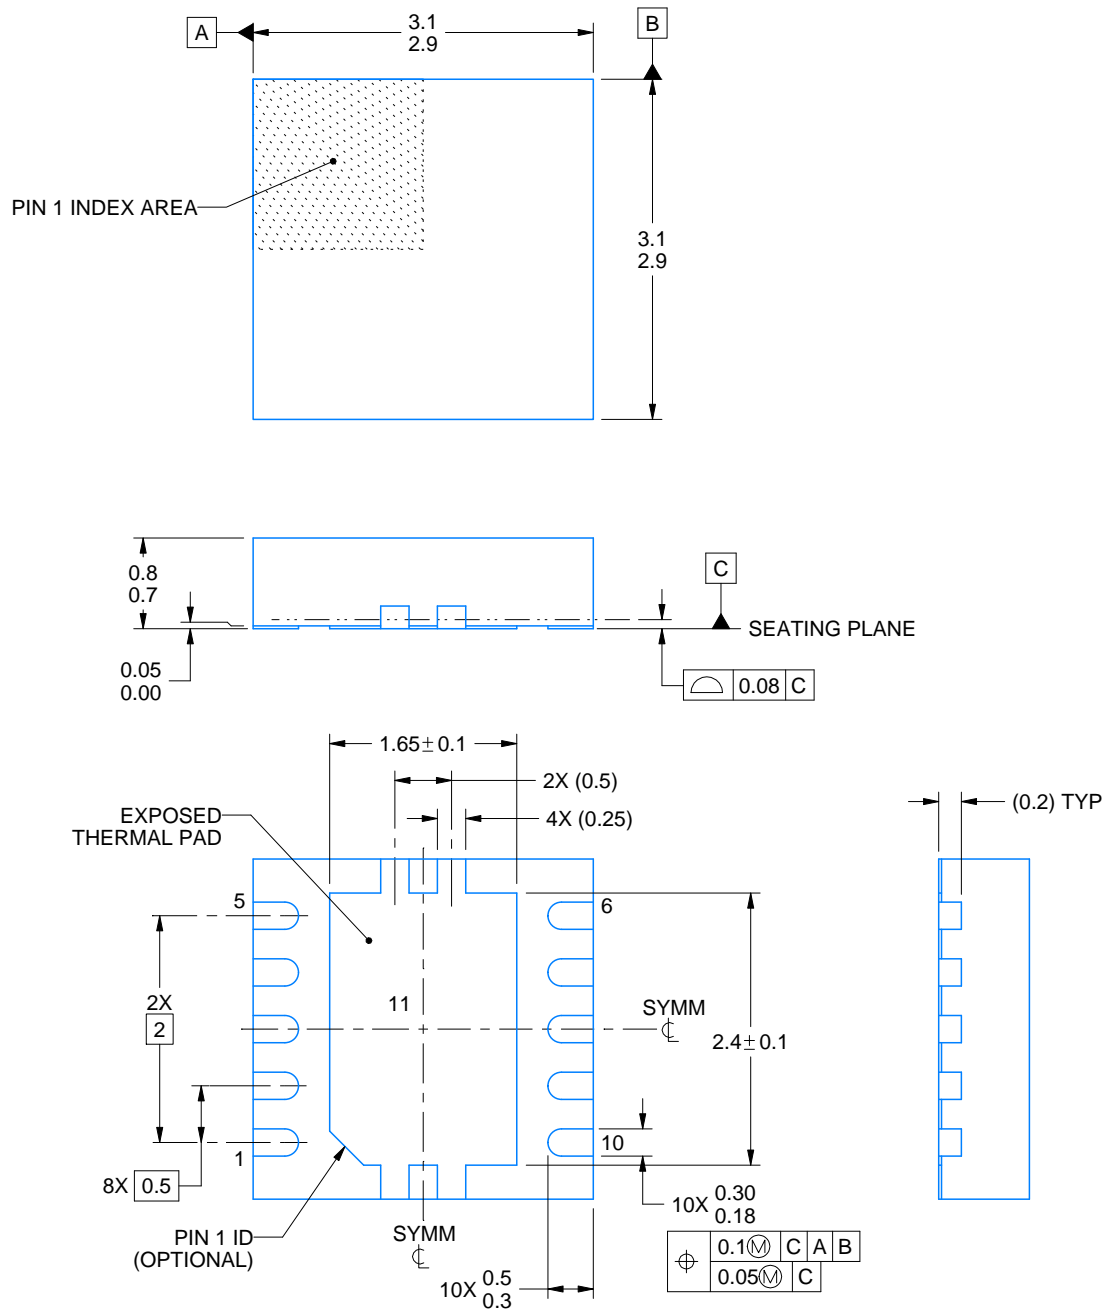 A
3.1
2.9
B
PIN 1 INDEX AREA
3.1
2.9
0.8
0.7
C
SEATING PLANE
0.05
0.00
0.08 C
1.65± 0.1
2X (0.5)
EXPOSED
THERMAL PAD
4X (0.25)
(0.2) TYP
5
6
2X
2
11
SYMM
℄
2.4± 0.1
1
10
8X 0.5
10X 0.30
0.18
PIN 1 ID
(OPTIONAL)
SYMM
℄
0.1Ⓜ C A B
0.05Ⓜ C
10X 0.5
0.3